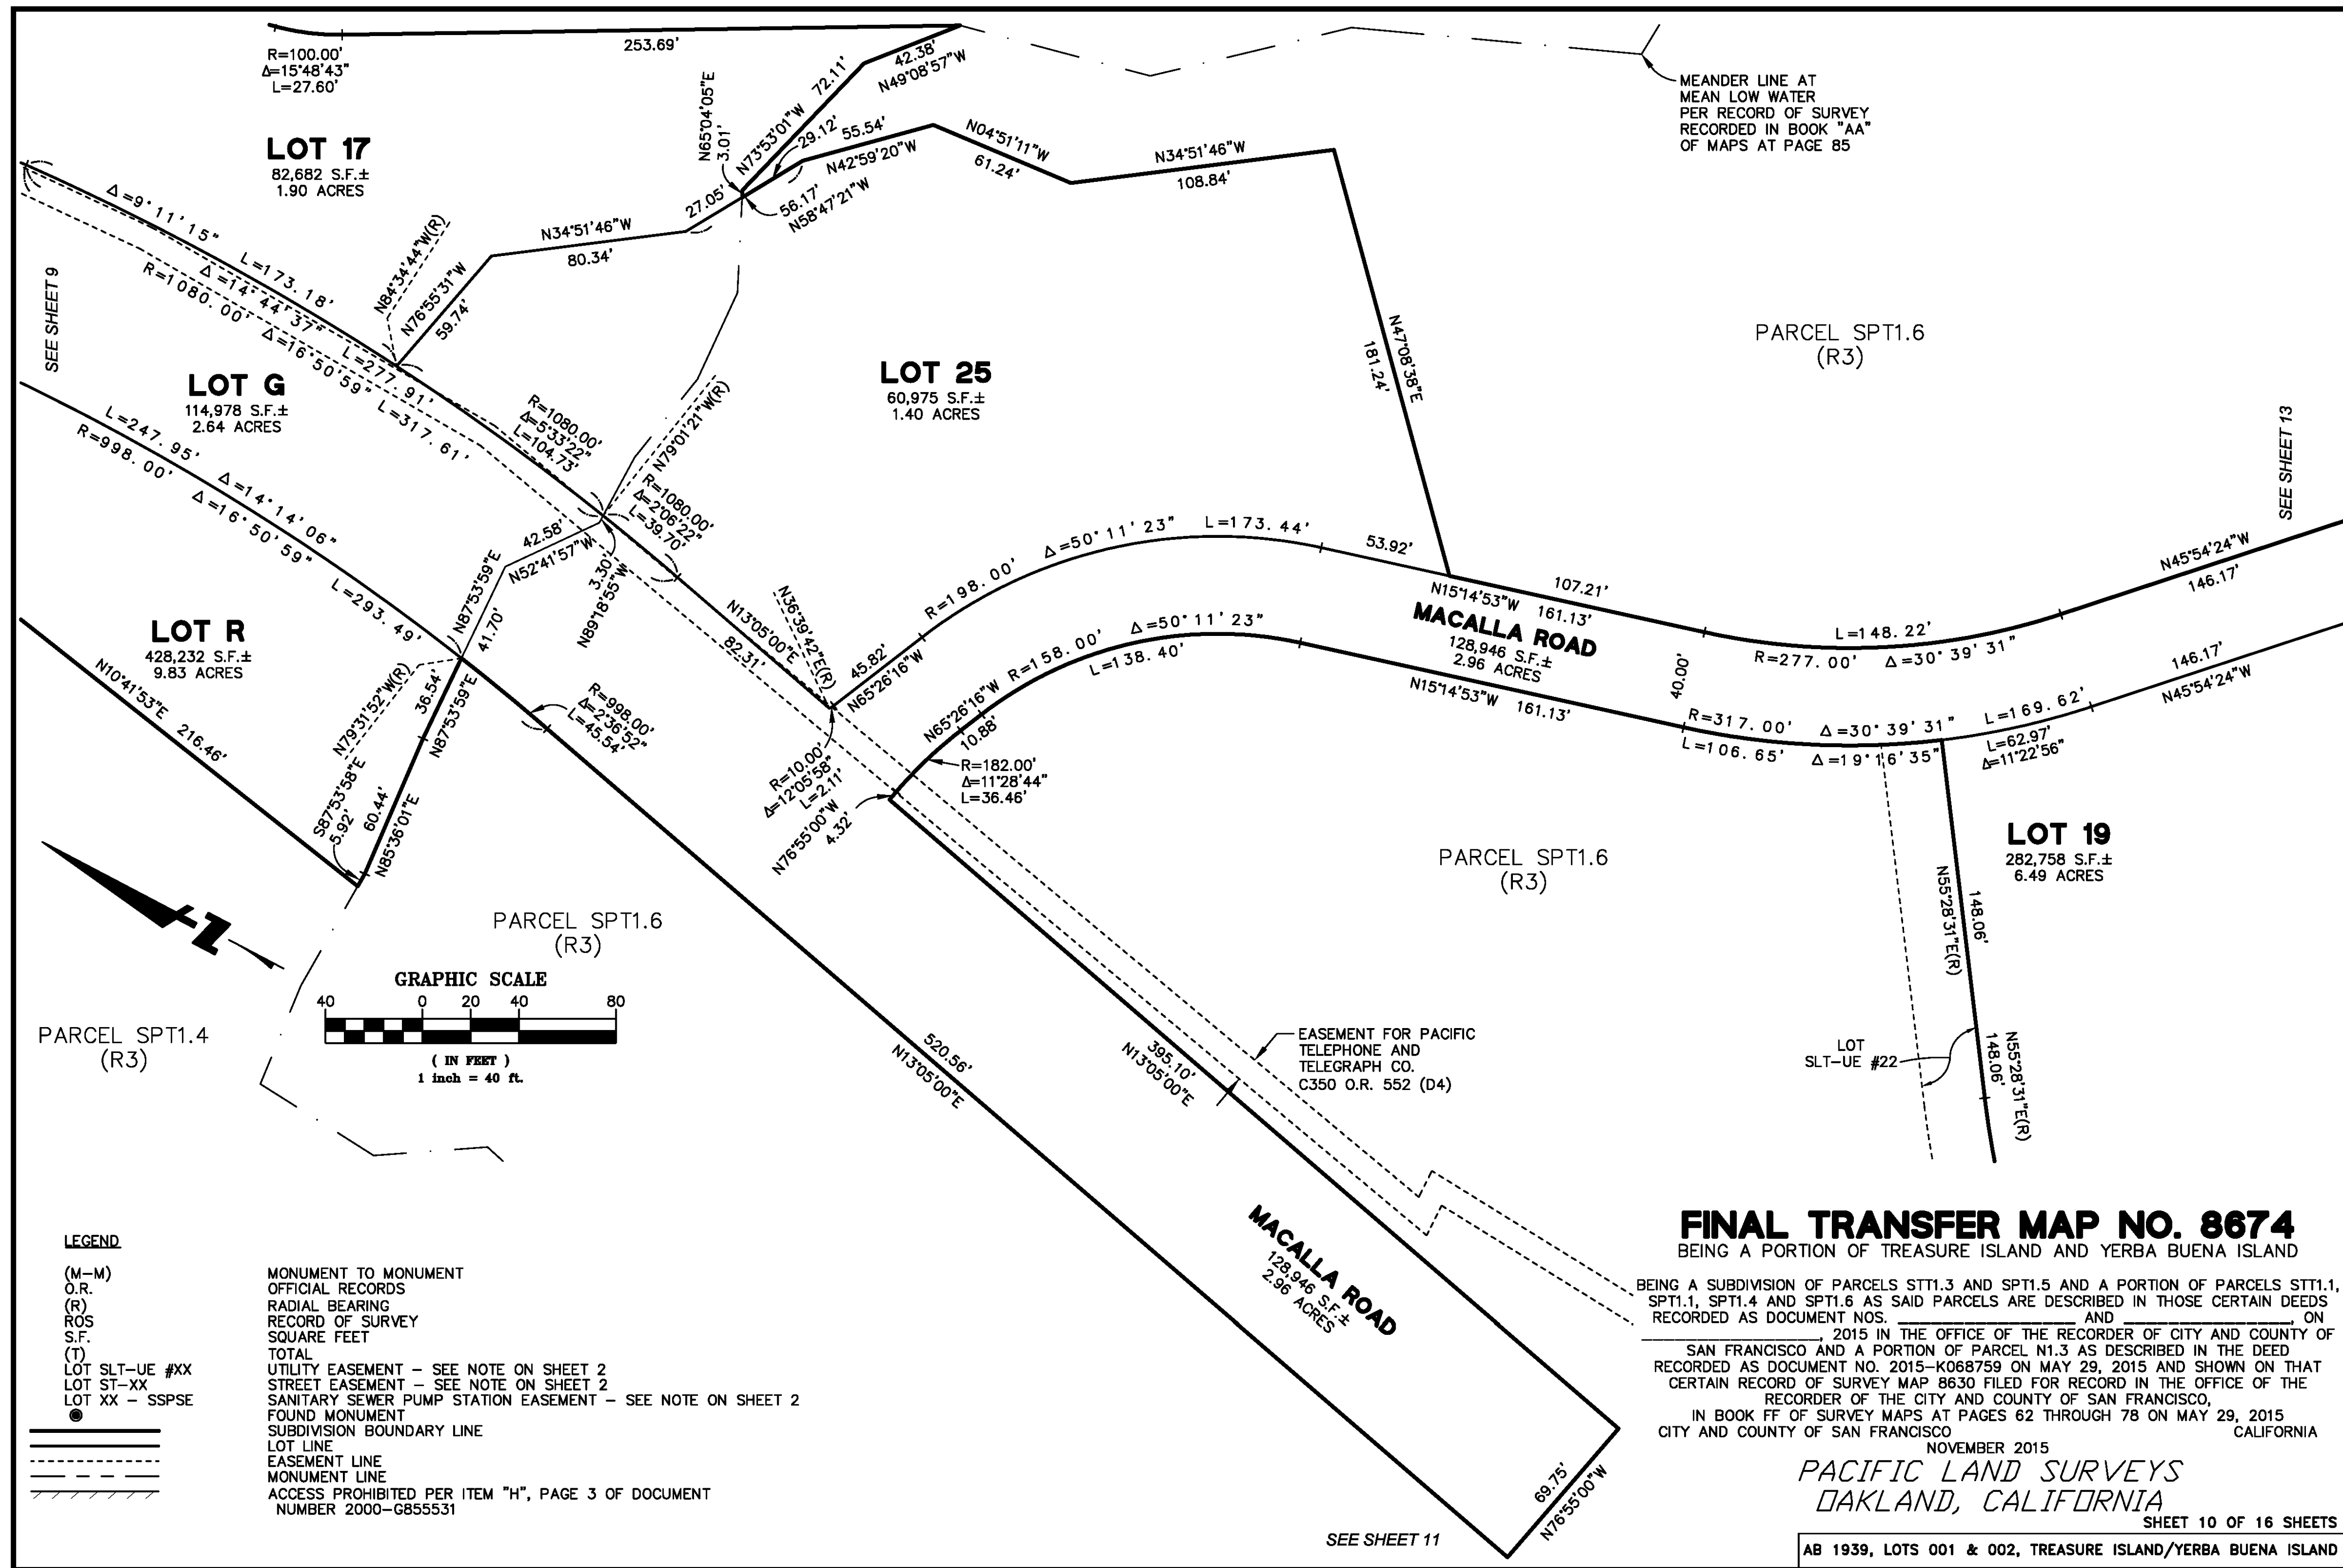 R=100.00'
Δ=15°48'43"
L=27.60'
253.69'
42.38'
N49°08'57"W
72.11'
N73°53'01"W
N65°04'05"E
3.01'
29.12'
55.54'
N42°59'20"W
N04°51'11"W
61.24'
N34°51'46"W
108.84'
MEANDER LINE AT
MEAN LOW WATER
PER RECORD OF SURVEY
RECORDED IN BOOK "AA"
OF MAPS AT PAGE 85
LOT 17
82,682 S.F.±
1.90 ACRES
27.05'
56.17'
N58°47'21"W
N34°51'46"W
80.34'
N84°34'44"W(R)
N76°55'31"W
59.74'
Δ=9°11'15"
L=173.18'
Δ=14°44'37"
L=277.91'
R=1080.00'
Δ=16°50'59"
L=317.61'
SEE SHEET 9
LOT G
114,978 S.F.±
2.64 ACRES
L=247.95'
Δ=14°14'06"
R=998.00'
Δ=16°50'59"
L=293.49'
LOT 25
60,975 S.F.±
1.40 ACRES
N47°08'38"E
181.24'
PARCEL SPT1.6
(R3)
SEE SHEET 13
R=1080.00'
Δ=5°33'22"
L=104.73'
N79°01'21"W(R)
R=1080.00'
Δ=2°06'22"
L=39.70'
42.58'
N52°41'57"W
3.30'
N89°18'55"W
N87°53'59"E
41.70'
N13°05'00"E
82.31'
N36°39'42"E(R)
45.82'
N65°26'16"W
R=198.00'
Δ=50°11'23"
L=173.44'
53.92'
N15°14'53"W 161.13'
107.21'
MACALLA ROAD
128,946 S.F.±
2.96 ACRES
R=158.00'
Δ=50°11'23"
L=138.40'
N15°14'53"W 161.13'
40.00'
L=148.22'
R=277.00' Δ=30°39'31"
N45°54'24"W
146.17'
146.17'
N45°54'24"W
R=317.00' Δ=30°39'31"
L=169.62'
L=106.65' Δ=19°16'35"
L=62.97'
Δ=11°22'56"
LOT R
428,232 S.F.±
9.83 ACRES
N10°41'53"E
216.46'
N79°31'52"W(R)
36.54'
N87°53'59"E
S87°53'58"E
5.92'
60.44'
N85°36'01"E
R=998.00'
Δ=2°36'52"
L=45.54'
N65°26'16"W
10.88'
R=182.00'
Δ=11°28'44"
L=36.46'
R=10.00'
Δ=12°05'58"
L=2.11'
N76°55'00"W
4.32'
PARCEL SPT1.6
(R3)
LOT 19
282,758 S.F.±
6.49 ACRES
N55°28'31"E(R)
148.06'
N55°28'31"E(R)
148.06'
LOT
SLT-UE #22
N
PARCEL SPT1.6
(R3)
PARCEL SPT1.4
(R3)
GRAPHIC SCALE
40 0 20 40 80
( IN FEET )
1 inch = 40 ft.
520.56'
N13°05'00"E
395.10'
N13°05'00"E
EASEMENT FOR PACIFIC
TELEPHONE AND
TELEGRAPH CO.
C350 O.R. 552 (D4)
MACALLA ROAD
128,946 S.F.±
2.96 ACRES
69.75'
N76°55'00"W
SEE SHEET 11
LEGEND
(M-M) MONUMENT TO MONUMENT
O.R. OFFICIAL RECORDS
(R) RADIAL BEARING
ROS RECORD OF SURVEY
S.F. SQUARE FEET
(T) TOTAL
LOT SLT-UE #XX UTILITY EASEMENT - SEE NOTE ON SHEET 2
LOT ST-XX STREET EASEMENT - SEE NOTE ON SHEET 2
LOT XX - SSPSE SANITARY SEWER PUMP STATION EASEMENT - SEE NOTE ON SHEET 2
FOUND MONUMENT
SUBDIVISION BOUNDARY LINE
LOT LINE
EASEMENT LINE
MONUMENT LINE
ACCESS PROHIBITED PER ITEM "H", PAGE 3 OF DOCUMENT
NUMBER 2000-G855531
FINAL TRANSFER MAP NO. 8674
BEING A PORTION OF TREASURE ISLAND AND YERBA BUENA ISLAND
BEING A SUBDIVISION OF PARCELS STT1.3 AND SPT1.5 AND A PORTION OF PARCELS STT1.1,
SPT1.1, SPT1.4 AND SPT1.6 AS SAID PARCELS ARE DESCRIBED IN THOSE CERTAIN DEEDS
RECORDED AS DOCUMENT NOS. ________________ AND ________________, ON
________________, 2015 IN THE OFFICE OF THE RECORDER OF CITY AND COUNTY OF
SAN FRANCISCO AND A PORTION OF PARCEL N1.3 AS DESCRIBED IN THE DEED
RECORDED AS DOCUMENT NO. 2015-K068759 ON MAY 29, 2015 AND SHOWN ON THAT
CERTAIN RECORD OF SURVEY MAP 8630 FILED FOR RECORD IN THE OFFICE OF THE
RECORDER OF THE CITY AND COUNTY OF SAN FRANCISCO,
IN BOOK FF OF SURVEY MAPS AT PAGES 62 THROUGH 78 ON MAY 29, 2015
CITY AND COUNTY OF SAN FRANCISCO CALIFORNIA
NOVEMBER 2015
PACIFIC LAND SURVEYS
OAKLAND, CALIFORNIA
SHEET 10 OF 16 SHEETS
AB 1939, LOTS 001 & 002, TREASURE ISLAND/YERBA BUENA ISLAND